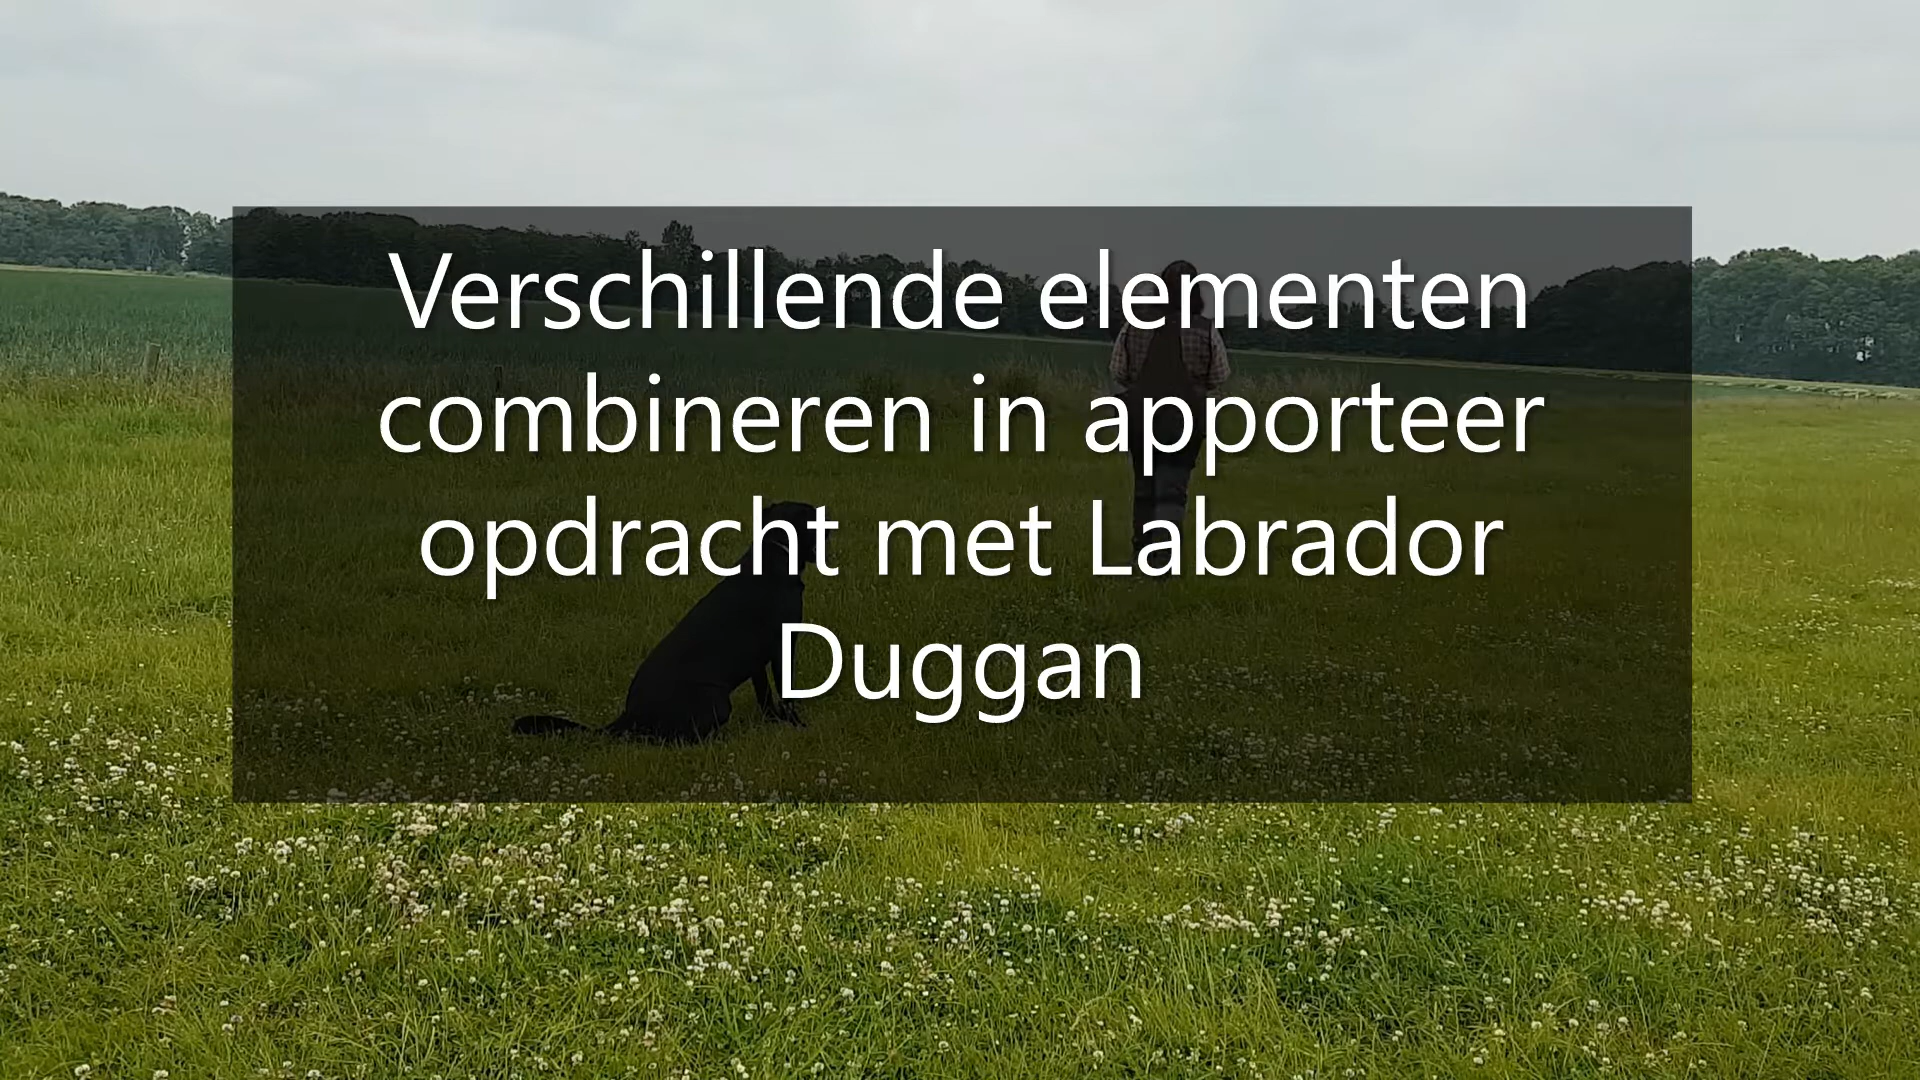 Verschillende elementen
combineren in apporteer
opdracht met Labrador
Duggan